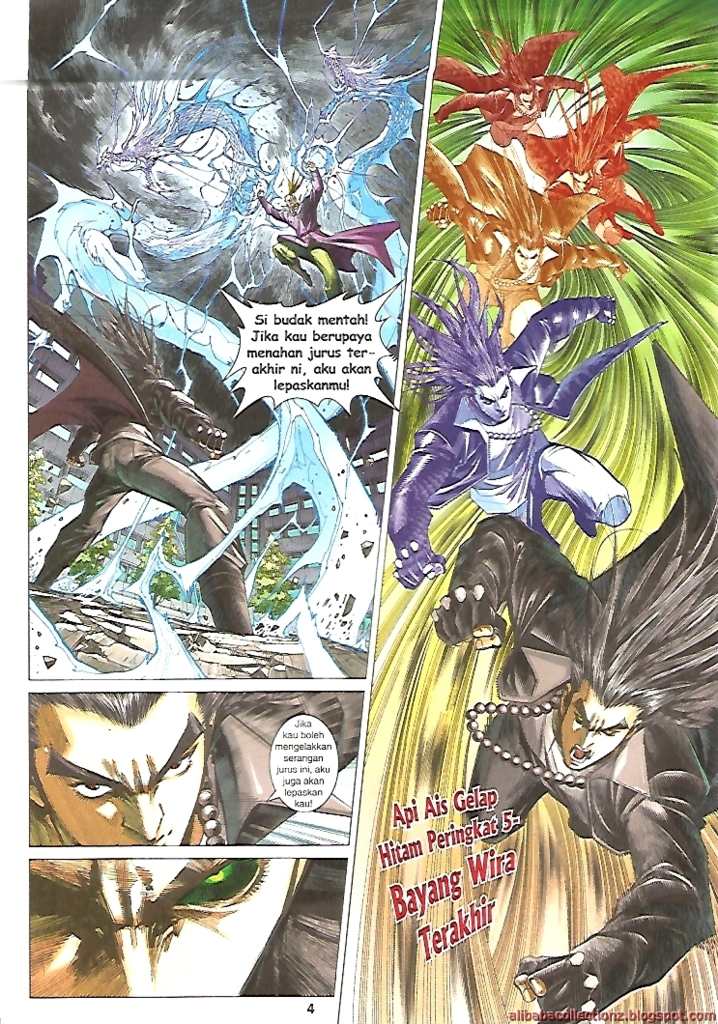 Si budak mentah!
Jika kau berupaya
menahan jurus ter-
akhir ni, aku akan
lepaskanmu!
Jika
kau boleh
mengelakkan
serangan
jurus ini, aku
juga akan
lepaskan
kau!
Api Ais Gelap
Hitam Peringkat 5-
Bayang Wira
Terakhir
4
alibabacollectionz.blogspot.com